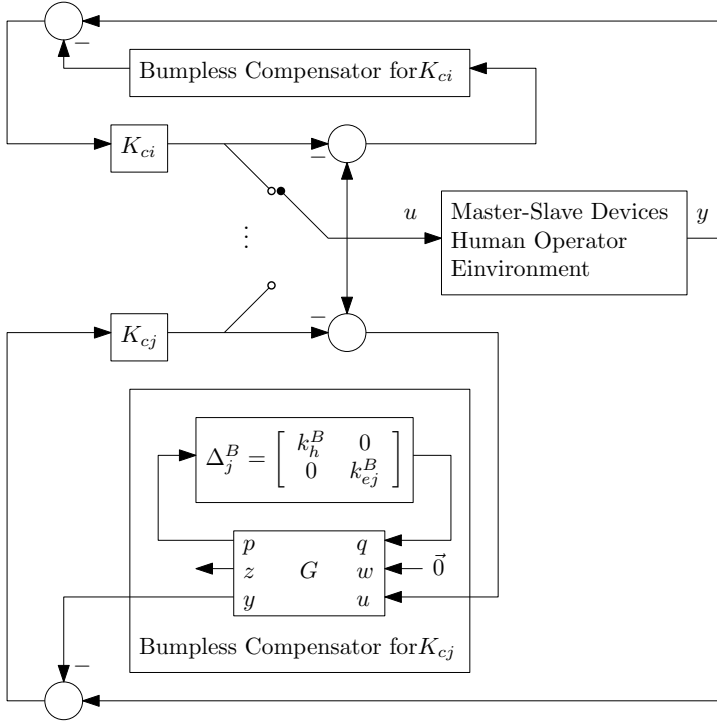 −
Bumpless Compensator forK_{ci}
K_{ci}
−
u
Master-Slave Devices
Human Operator
Einvironment
y
⋮
K_{cj}
−
Δ_j^B = [ k_h^B 0
0 k_{ej}^B ]
p q
z G w \vec{0}
y u
Bumpless Compensator forK_{cj}
−